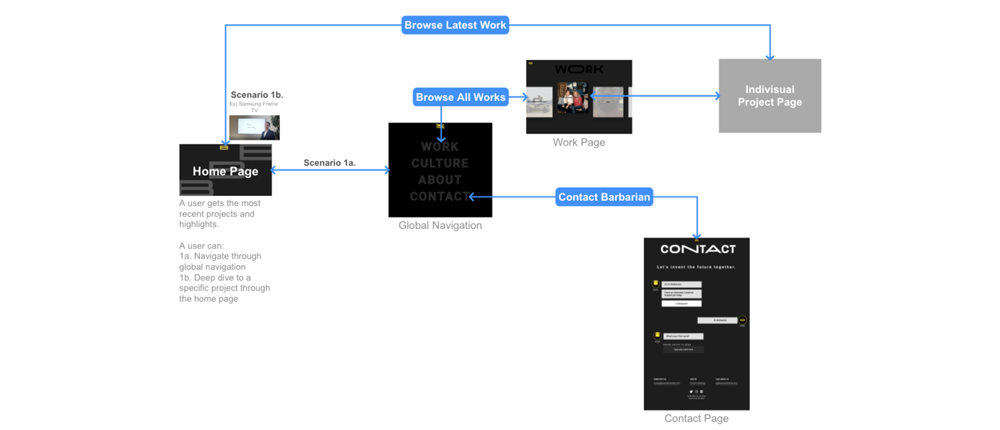 Browse Latest Work
Scenario 1b.
Ex) Samsung Frame
TV
Home Page
A user gets the most
recent projects and
highlights.
A user can:
1a. Navigate through
global navigation
1b. Deep dive to a
specific project through
the home page
Scenario 1a.
Browse All Works
WORK
CULTURE
ABOUT
CONTACT
Global Navigation
WORK
Work Page
Indivisual
Project Page
Contact Barbarian
CONTACT
Let's invent the future together.
Contact Page